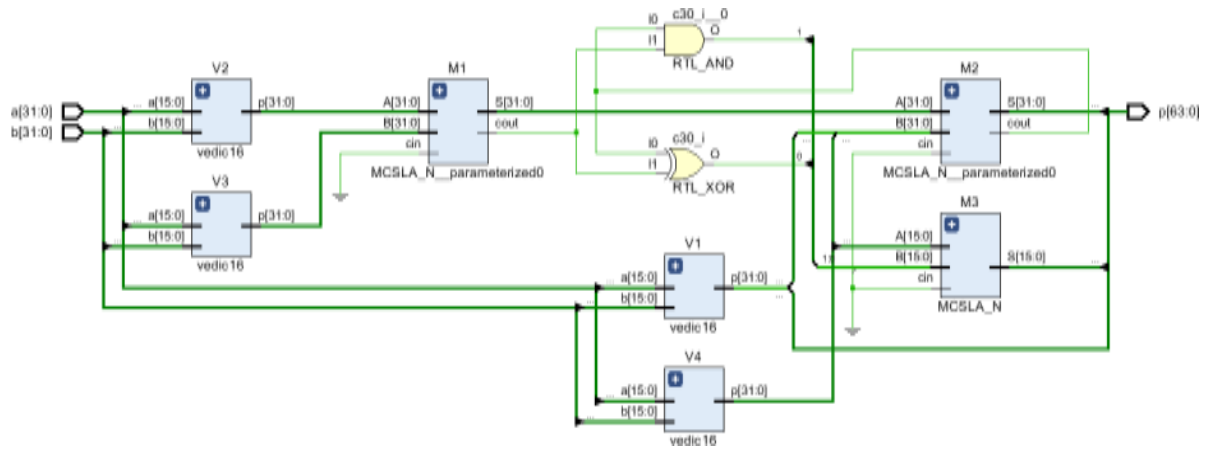 a[31:0]
b[31:0]
V2
a(15:0]
b[15:0]
p[31:0]
vedic16
V3
a(15:0]
b[15:0]
p[31:0]
vedic16
M1
A[31:0]
B[31:0]
cin
S[31:0]
cout
MCSLA_N__parameterized0
c30_i__0
I0
I1
O
RTL_AND
1
c30_i
I0
I1
O
RTL_XOR
0
V1
a[15:0]
b[15:0]
p[31:0]
vedic16
V4
a[15:0]
b[15:0]
p[31:0]
vedic16
M2
A[31:0]
B[31:0]
cin
S[31:0]
cout
MCSLA_N__parameterized0
M3
A[15:0]
B[15:0]
cin
S[15:0]
MCSLA_N
p[63:0]